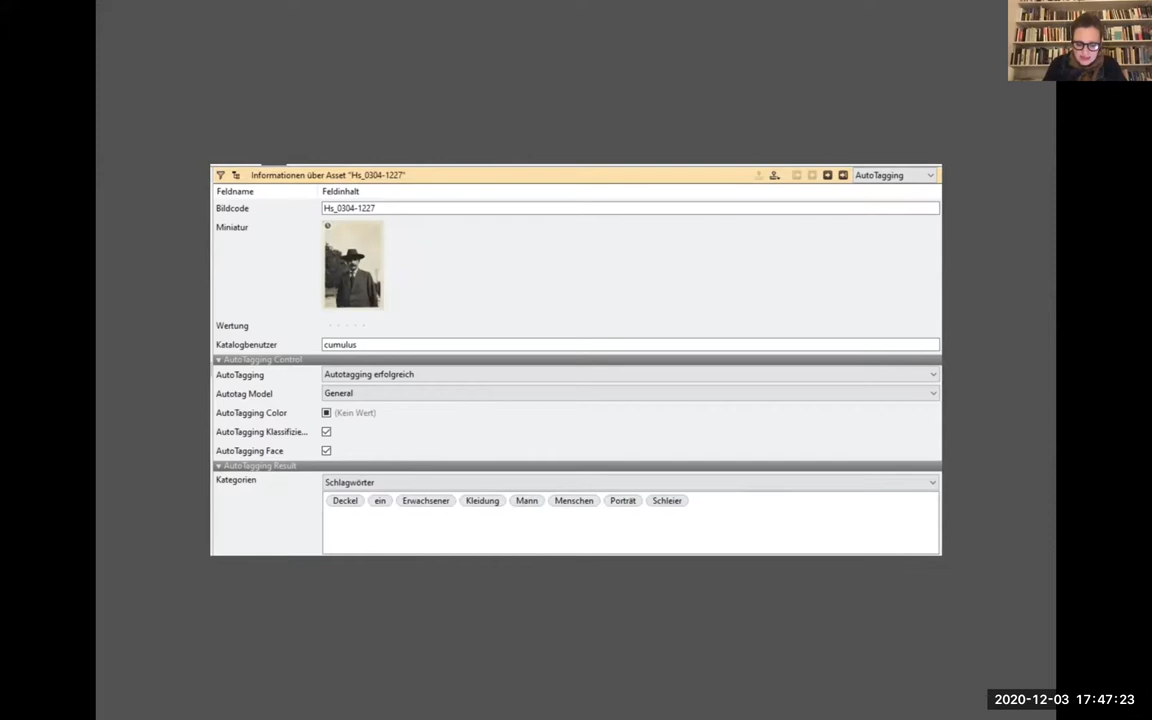 Informationen über Asset "Hs_0304-1227" AutoTagging
Feldname Feldinhalt
Bildcode Hs_0304-1227
Miniatur
Wertung
Katalogbenutzer cumulus
AutoTagging Control
AutoTagging Autotagging erfolgreich
Autotag Model General
AutoTagging Color (Kein Wert)
AutoTagging Klassifizie...
AutoTagging Face
AutoTagging Result
Kategorien Schlagwörter
Deckel ein Erwachsener Kleidung Mann Menschen Porträt Schleier
2020-12-03 17:47:23